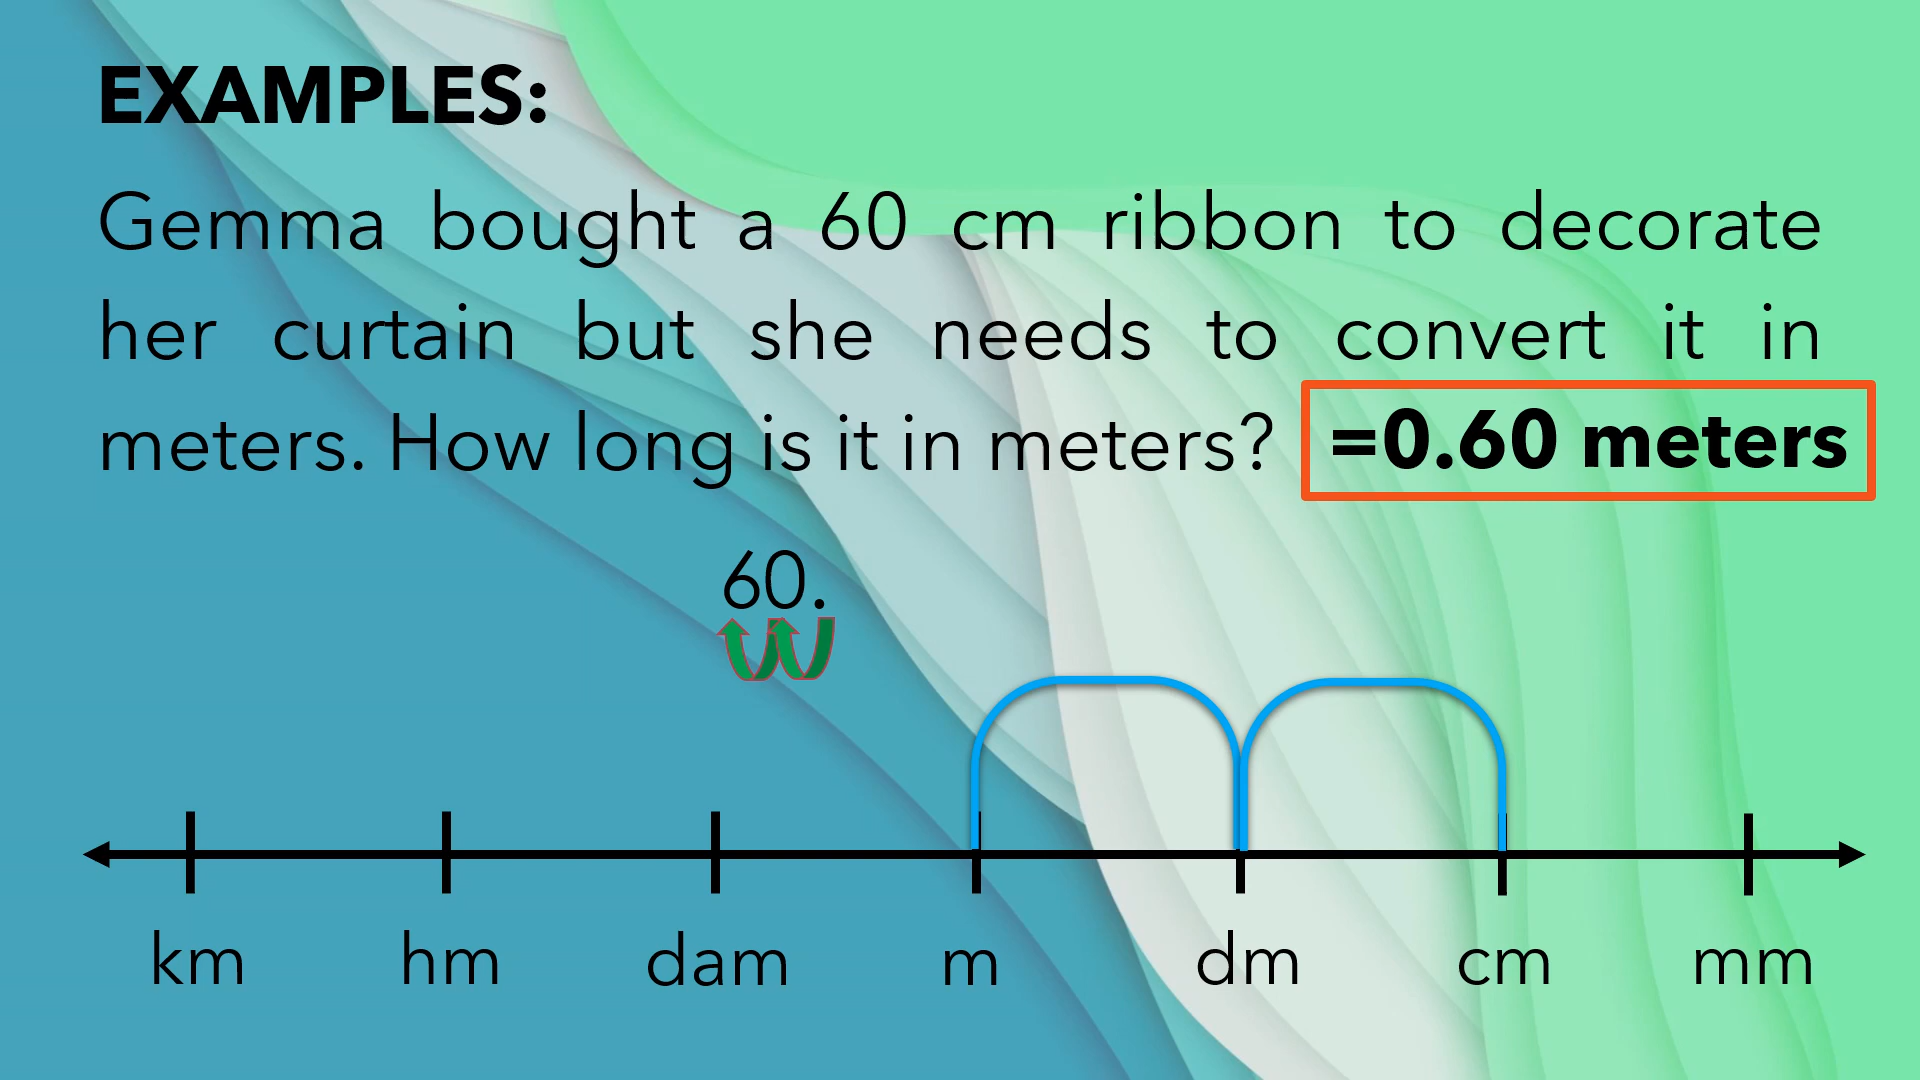 EXAMPLES:
Gemma bought a 60 cm ribbon to decorate
her curtain but she needs to convert it in
meters. How long is it in meters? =0.60 meters
60.
km hm dam m dm cm mm